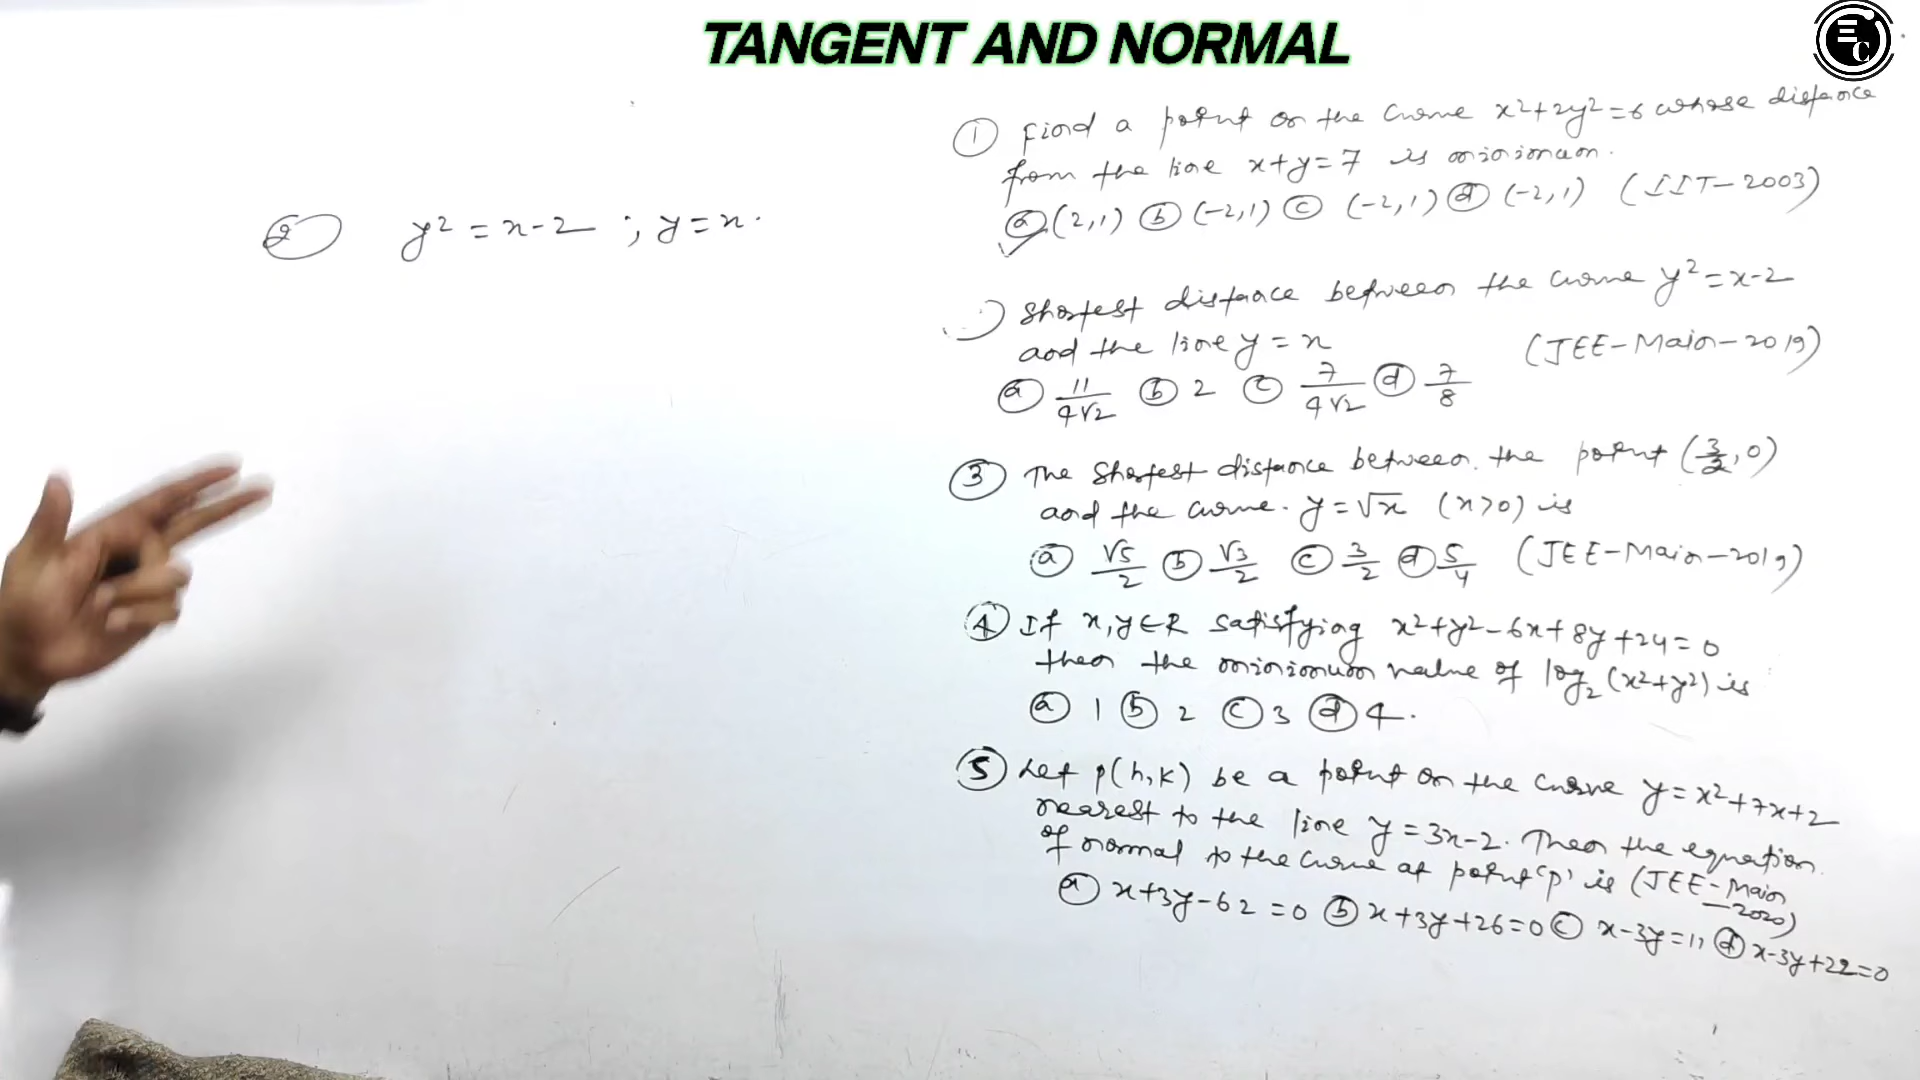 TANGENT AND NORMAL
EC
② y² = x-2 ; y = x.
① Find a point on the curve x²+2y²=6 whose distance
from the line x+y=7 is minimum.
ⓐ (2,1) ⓑ (-2,1) ⓒ (-2,1) ⓓ (-2,1) (IIT-2003)
Shortest distance between the curve y²=x-2
and the line y = x (JEE-Main-2019)
ⓐ 11/4√2 ⓑ 2 ⓒ 7/4√2 ⓓ 7/8
③ The Shortest distance between the point (3/2, 0)
and the curve. y=√x (x>0) is
ⓐ √5/2 ⓑ √3/2 ⓒ 3/2 ⓓ 5/4 (JEE-Main-2019)
④ If x,y∈R satisfying x²+y²-6x+8y+24=0
then the minimum value of log₂(x²+y²) is
ⓐ 1 ⓑ 2 ⓒ 3 ⓓ 4.
⑤ Let p(h,k) be a point on the curve y=x²+7x+2
nearest to the line y=3x-2. Then the equation
of normal to the curve at point 'p' is (JEE-Main
-2020)
ⓐ x+3y-62=0 ⓑ x+3y+26=0 ⓒ x-3y=11 ⓓ x-3y+22=0